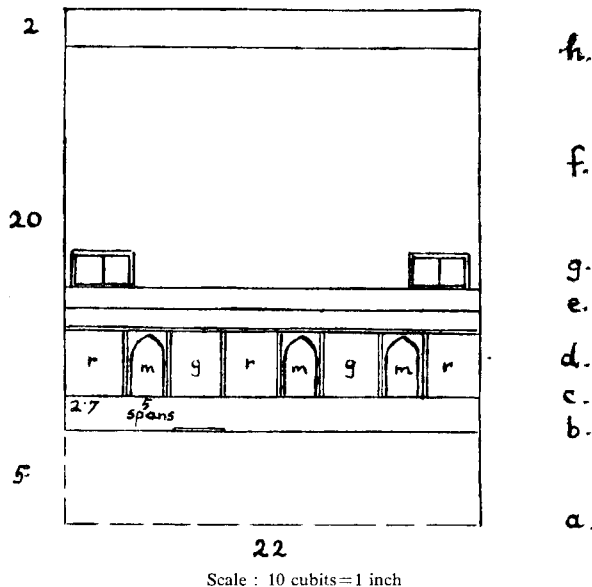 2
h.
f.
20
g.
e.
r m g r m g m r
d.
2.7 5 spans
c.
b.
5
a.
22
Scale : 10 cubits=1 inch